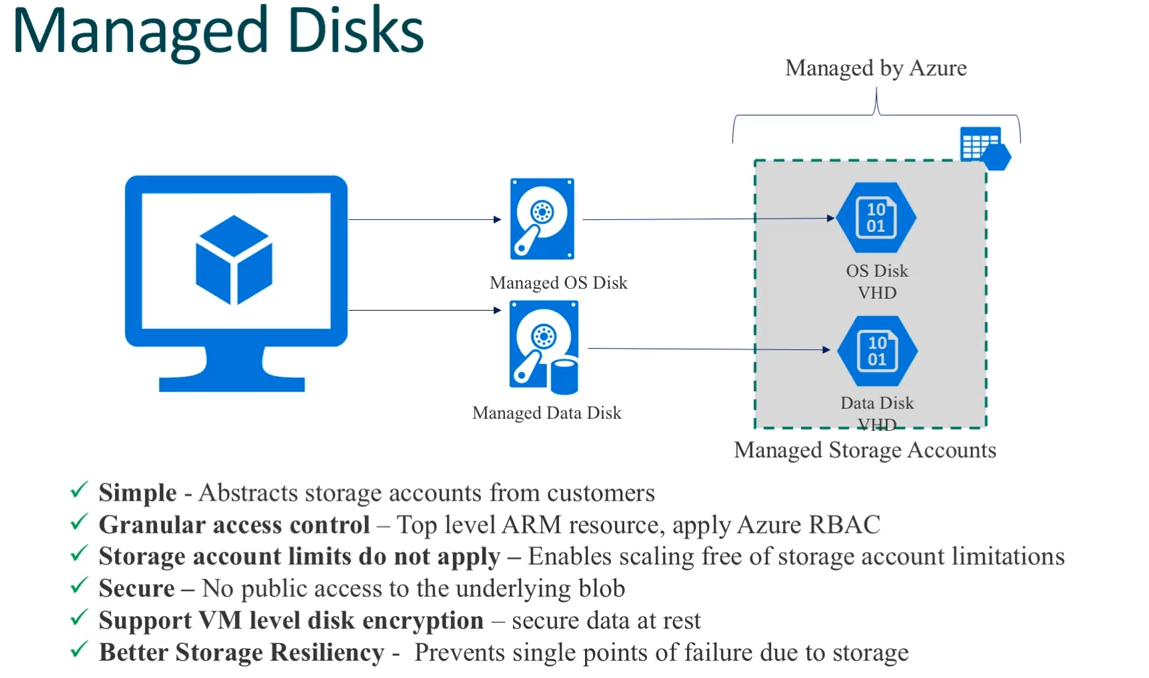 Managed Disks
Managed by Azure
10
01
OS Disk
VHD
Managed OS Disk
10
01
Data Disk
VHD
Managed Data Disk
Managed Storage Accounts
✓ Simple - Abstracts storage accounts from customers
✓ Granular access control – Top level ARM resource, apply Azure RBAC
✓ Storage account limits do not apply – Enables scaling free of storage account limitations
✓ Secure – No public access to the underlying blob
✓ Support VM level disk encryption – secure data at rest
✓ Better Storage Resiliency - Prevents single points of failure due to storage